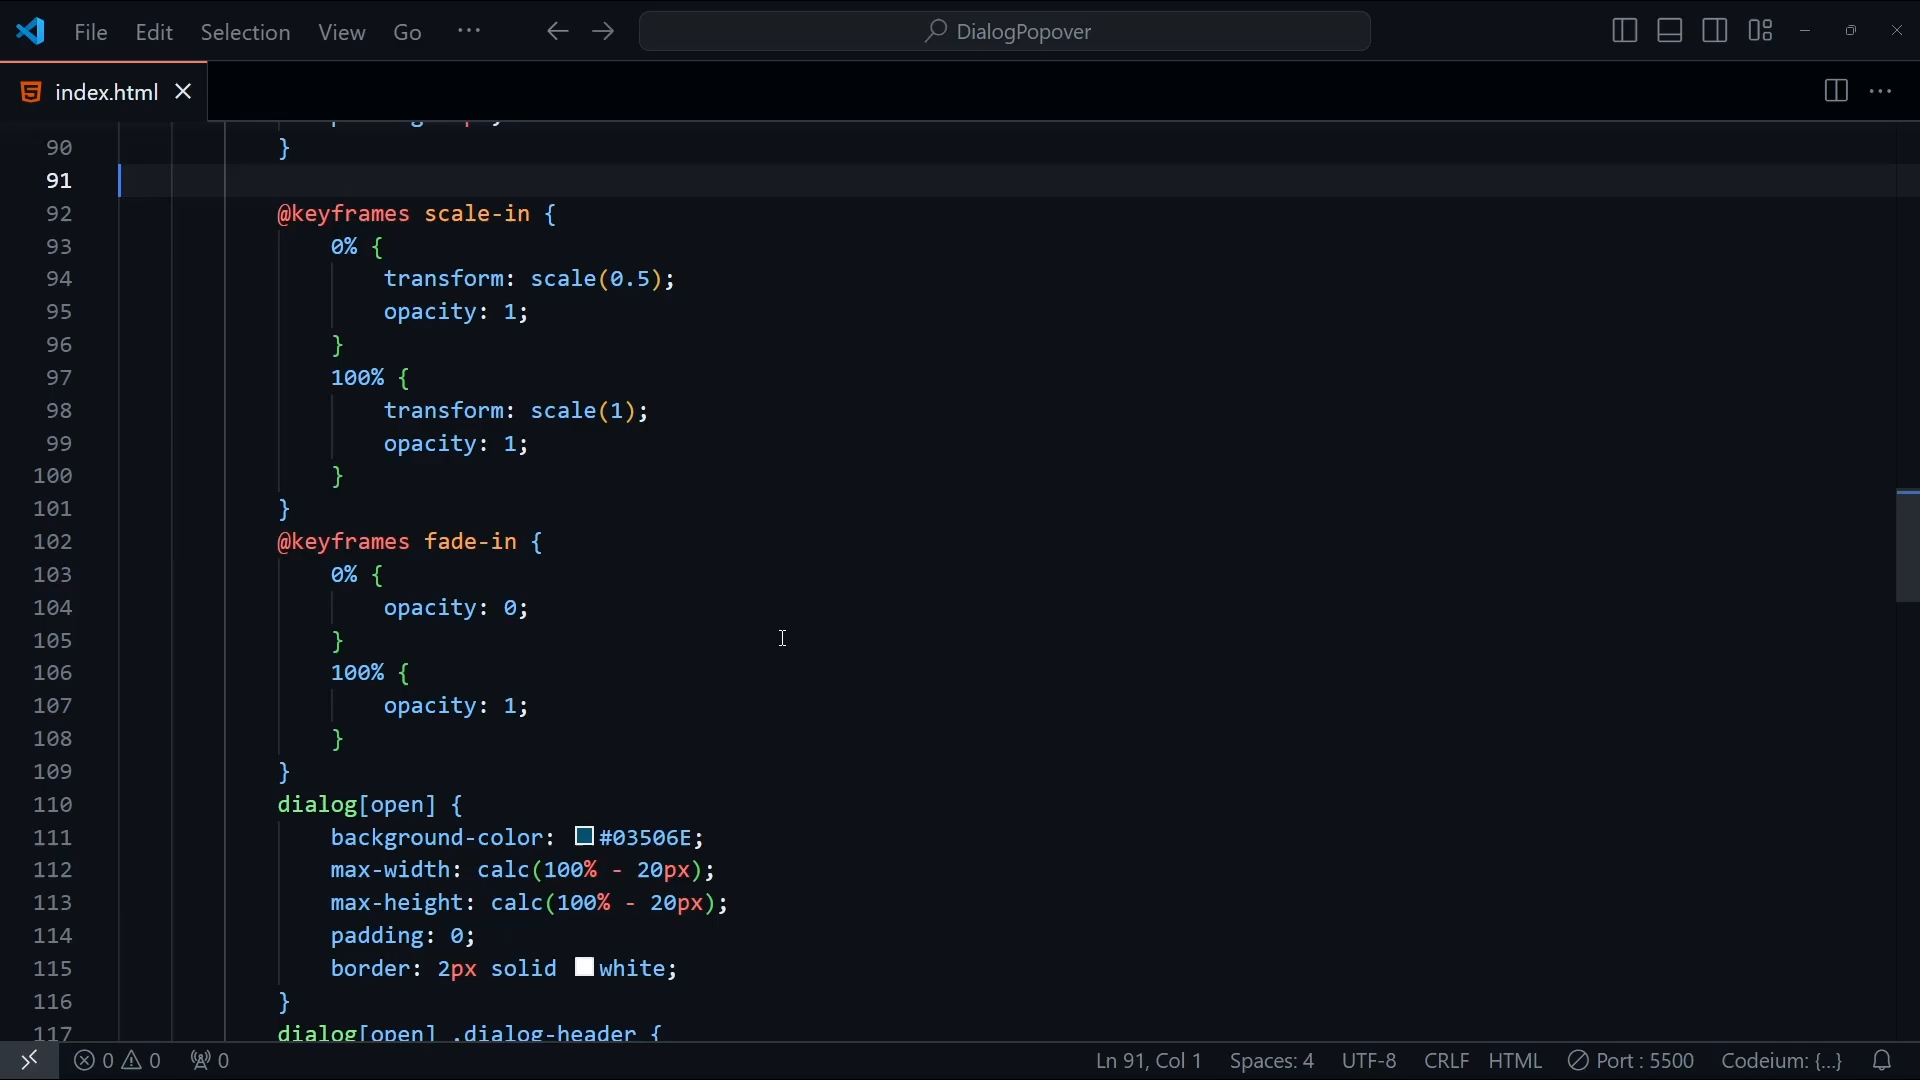 File Edit Selection View Go ··· DialogPopover
index.html
90 }
91
92 @keyframes scale-in {
93 0% {
94 transform: scale(0.5);
95 opacity: 1;
96 }
97 100% {
98 transform: scale(1);
99 opacity: 1;
100 }
101 }
102 @keyframes fade-in {
103 0% {
104 opacity: 0;
105 }
106 100% {
107 opacity: 1;
108 }
109 }
110 dialog[open] {
111 background-color: #03506E;
112 max-width: calc(100% - 20px);
113 max-height: calc(100% - 20px);
114 padding: 0;
115 border: 2px solid white;
116 }
117 dialog[open] .dialog-header {
0 0 0 Ln 91, Col 1 Spaces: 4 UTF-8 CRLF HTML Port : 5500 Codeium: {...}